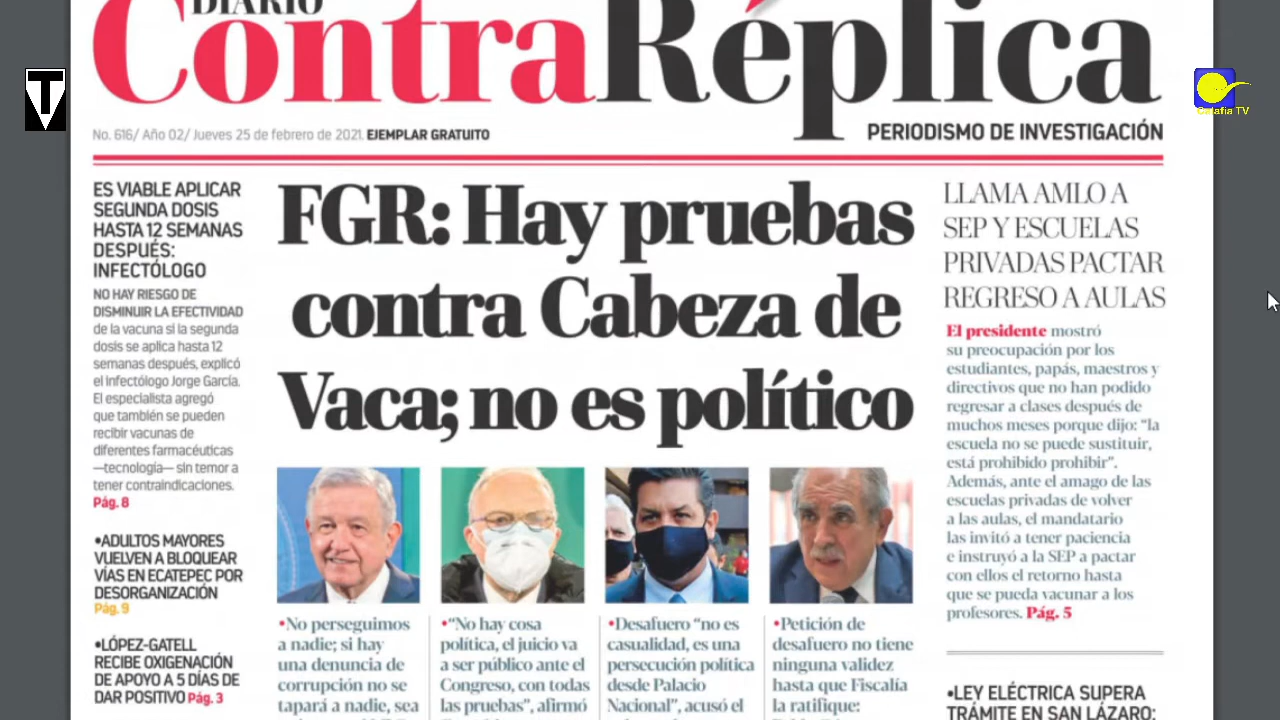 DIARIO
ContraRéplica
T
Calafia TV
No. 616/ Año 02/ Jueves 25 de febrero de 2021. EJEMPLAR GRATUITO
PERIODISMO DE INVESTIGACIÓN
ES VIABLE APLICAR
SEGUNDA DOSIS
HASTA 12 SEMANAS
DESPUÉS:
INFECTÓLOGO
NO HAY RIESGO DE
DISMINUIR LA EFECTIVIDAD
de la vacuna si la segunda
dosis se aplica hasta 12
semanas después, explicó
el infectólogo Jorge García.
El especialista agregó
que también se pueden
recibir vacunas de
diferentes farmacéuticas
—tecnología— sin temor a
tener contraindicaciones.
Pág. 8
•ADULTOS MAYORES
VUELVEN A BLOQUEAR
VÍAS EN ECATEPEC POR
DESORGANIZACIÓN
Pág. 9
•LÓPEZ-GATELL
RECIBE OXIGENACIÓN
DE APOYO A 5 DÍAS DE
DAR POSITIVO Pág. 3
FGR: Hay pruebas
contra Cabeza de
Vaca; no es político
•No perseguimos
a nadie; si hay
una denuncia de
corrupción no se
tapará a nadie, sea
•“No hay cosa
política, el juicio va
a ser público ante el
Congreso, con todas
las pruebas”, afirmó
•Desafuero “no es
casualidad, es una
persecución política
desde Palacio
Nacional”, acusó el
•Petición de
desafuero no tiene
ninguna validez
hasta que Fiscalía
la ratifique:
LLAMA AMLO A
SEP Y ESCUELAS
PRIVADAS PACTAR
REGRESO A AULAS
El presidente mostró
su preocupación por los
estudiantes, papás, maestros y
directivos que no han podido
regresar a clases después de
muchos meses porque dijo: “la
escuela no se puede sustituir,
está prohibido prohibir”.
Además, ante el amago de las
escuelas privadas de volver
a las aulas, el mandatario
las invitó a tener paciencia
e instruyó a la SEP a pactar
con ellos el retorno hasta
que se pueda vacunar a los
profesores. Pág. 5
•LEY ELÉCTRICA SUPERA
TRÁMITE EN SAN LÁZARO: